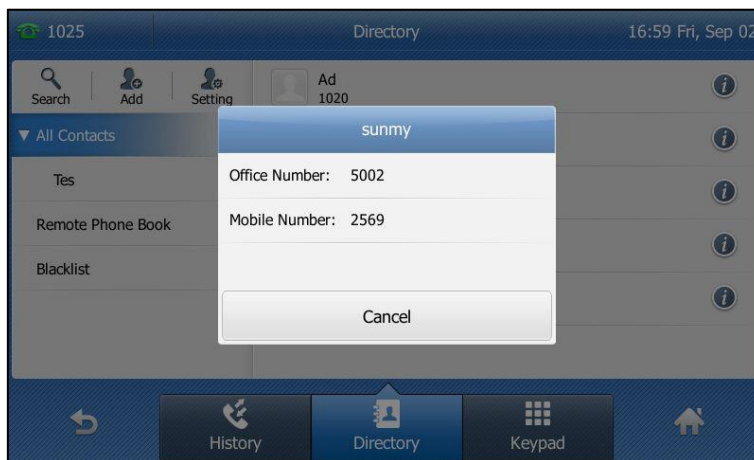 1025 Directory 16:59 Fri, Sep 02
Search Add Setting
Ad
1020
All Contacts
Tes
Remote Phone Book
Blacklist
sunmy
Office Number: 5002
Mobile Number: 2569
Cancel
History Directory Keypad